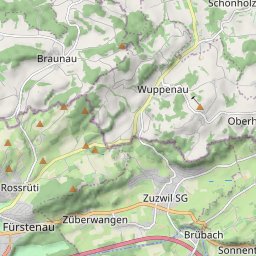 Schönholz
Braunau
Wuppenau
Oberh
Rossrüti
Zuzwil SG
Züberwangen
Fürstenau
Brübach
Sonnent